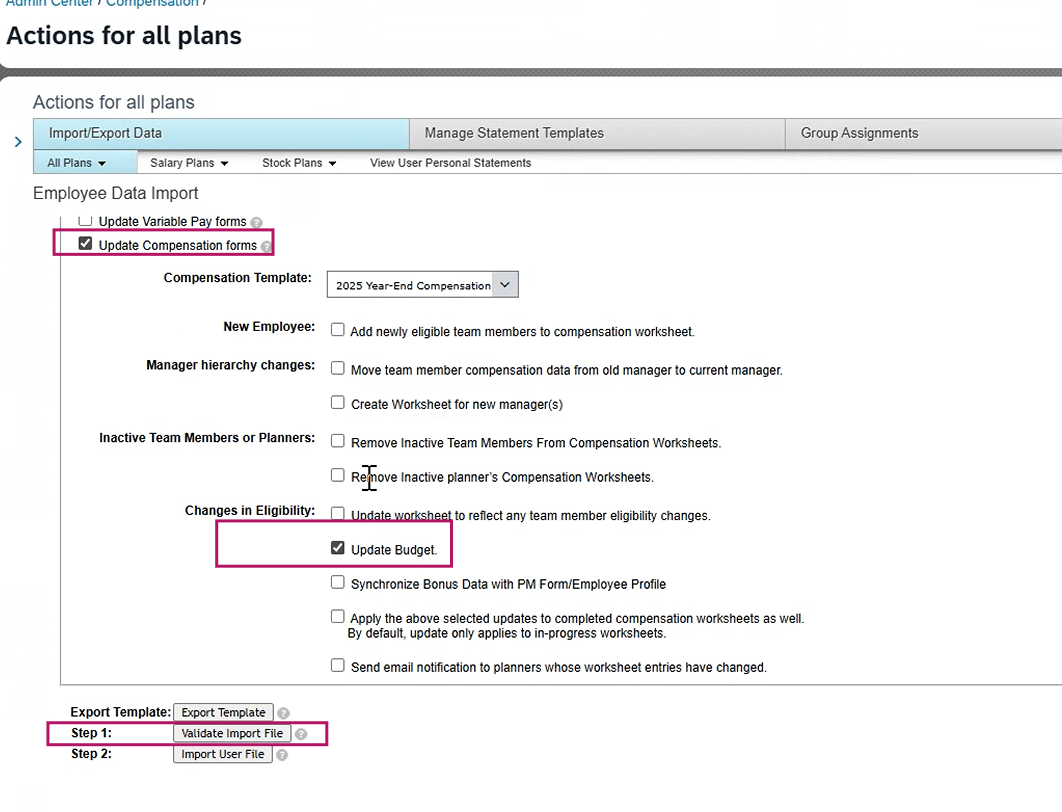 Admin Center / Compensation /
Actions for all plans
Actions for all plans
Import/Export Data Manage Statement Templates Group Assignments
All Plans Salary Plans Stock Plans View User Personal Statements
Employee Data Import
Update Variable Pay forms ?
Update Compensation forms ?
Compensation Template: 2025 Year-End Compensation
New Employee: Add newly eligible team members to compensation worksheet.
Manager hierarchy changes: Move team member compensation data from old manager to current manager.
Create Worksheet for new manager(s)
Inactive Team Members or Planners: Remove Inactive Team Members From Compensation Worksheets.
Remove Inactive planner's Compensation Worksheets.
Changes in Eligibility: Update worksheet to reflect any team member eligibility changes.
Update Budget.
Synchronize Bonus Data with PM Form/Employee Profile
Apply the above selected updates to completed compensation worksheets as well.
By default, update only applies to in-progress worksheets.
Send email notification to planners whose worksheet entries have changed.
Export Template: Export Template ?
Step 1: Validate Import File ?
Step 2: Import User File ?